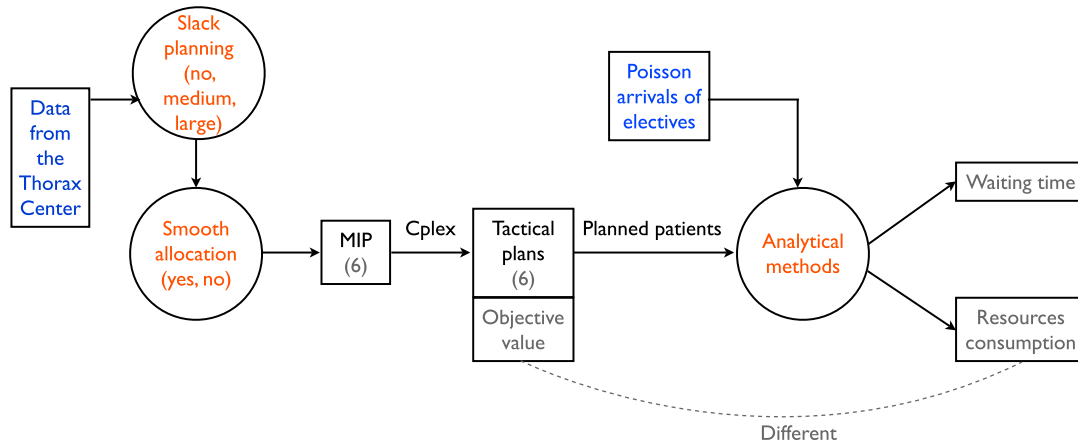 Data
from
the
Thorax
Center
Slack
planning
(no,
medium,
large)
Smooth
allocation
(yes, no)
MIP
(6)
Cplex
Tactical
plans
(6)
Objective
value
Planned patients
Poisson
arrivals of
electives
Analytical
methods
Waiting time
Resources
consumption
Different